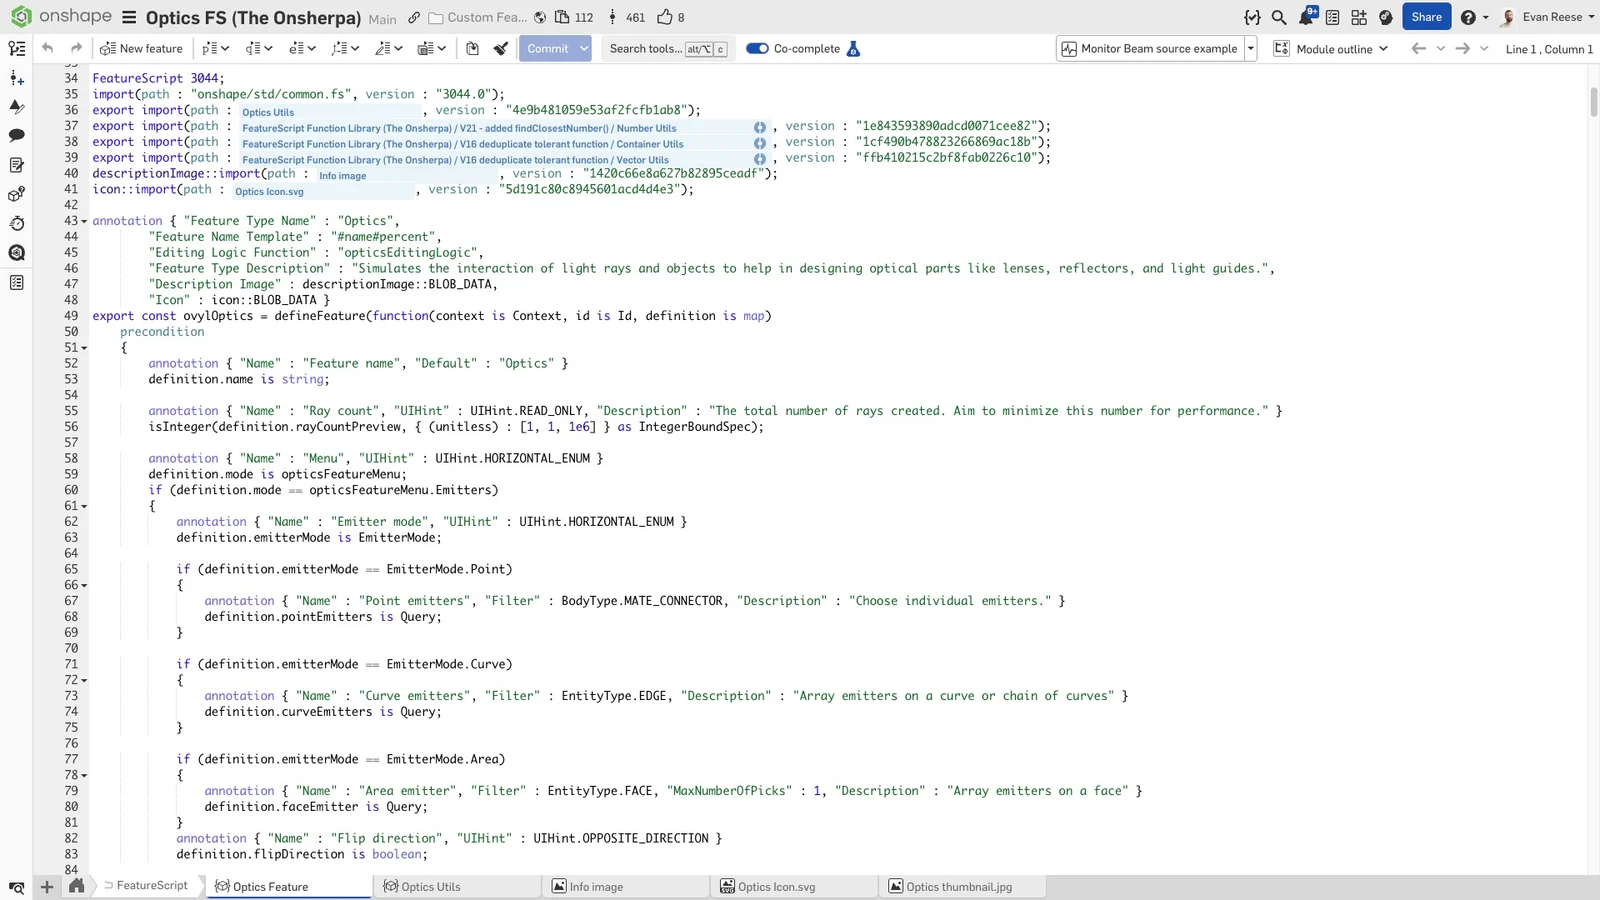 onshape Optics FS (The Onsherpa) Main Custom Fea... 112 461 8 9+ Share Evan Reese
New feature Commit Search tools... alt/⌥ c Co-complete Monitor Beam source example Module outline Line 1 , Column 1
34 FeatureScript 3044;
35 import(path : "onshape/std/common.fs", version : "3044.0");
36 export import(path : Optics Utils , version : "4e9b481059e53af2fcfb1ab8");
37 export import(path : FeatureScript Function Library (The Onsherpa) / V21 - added findClosestNumber() / Number Utils , version : "1e843593890adcd0071cee82");
38 export import(path : FeatureScript Function Library (The Onsherpa) / V16 deduplicate tolerant function / Container Utils , version : "1cf490b478823266869ac18b");
39 export import(path : FeatureScript Function Library (The Onsherpa) / V16 deduplicate tolerant function / Vector Utils , version : "ffb410215c2bf8fab0226c10");
40 descriptionImage::import(path : Info image , version : "1420c66e8a627b82895ceadf");
41 icon::import(path : Optics Icon.svg , version : "5d191c80c8945601acd4d4e3");
42
43 annotation { "Feature Type Name" : "Optics",
44 "Feature Name Template" : "#name#percent",
45 "Editing Logic Function" : "opticsEditingLogic",
46 "Feature Type Description" : "Simulates the interaction of light rays and objects to help in designing optical parts like lenses, reflectors, and light guides.",
47 "Description Image" : descriptionImage::BLOB_DATA,
48 "Icon" : icon::BLOB_DATA }
49 export const ovylOptics = defineFeature(function(context is Context, id is Id, definition is map)
50 precondition
51 {
52 annotation { "Name" : "Feature name", "Default" : "Optics" }
53 definition.name is string;
54
55 annotation { "Name" : "Ray count", "UIHint" : UIHint.READ_ONLY, "Description" : "The total number of rays created. Aim to minimize this number for performance." }
56 isInteger(definition.rayCountPreview, { (unitless) : [1, 1, 1e6] } as IntegerBoundSpec);
57
58 annotation { "Name" : "Menu", "UIHint" : UIHint.HORIZONTAL_ENUM }
59 definition.mode is opticsFeatureMenu;
60 if (definition.mode == opticsFeatureMenu.Emitters)
61 {
62 annotation { "Name" : "Emitter mode", "UIHint" : UIHint.HORIZONTAL_ENUM }
63 definition.emitterMode is EmitterMode;
64
65 if (definition.emitterMode == EmitterMode.Point)
66 {
67 annotation { "Name" : "Point emitters", "Filter" : BodyType.MATE_CONNECTOR, "Description" : "Choose individual emitters." }
68 definition.pointEmitters is Query;
69 }
70
71 if (definition.emitterMode == EmitterMode.Curve)
72 {
73 annotation { "Name" : "Curve emitters", "Filter" : EntityType.EDGE, "Description" : "Array emitters on a curve or chain of curves" }
74 definition.curveEmitters is Query;
75 }
76
77 if (definition.emitterMode == EmitterMode.Area)
78 {
79 annotation { "Name" : "Area emitter", "Filter" : EntityType.FACE, "MaxNumberOfPicks" : 1, "Description" : "Array emitters on a face" }
80 definition.faceEmitter is Query;
81 }
82 annotation { "Name" : "Flip direction", "UIHint" : UIHint.OPPOSITE_DIRECTION }
83 definition.flipDirection is boolean;
84
FeatureScript Optics Feature Optics Utils Info image Optics Icon.svg Optics thumbnail.jpg